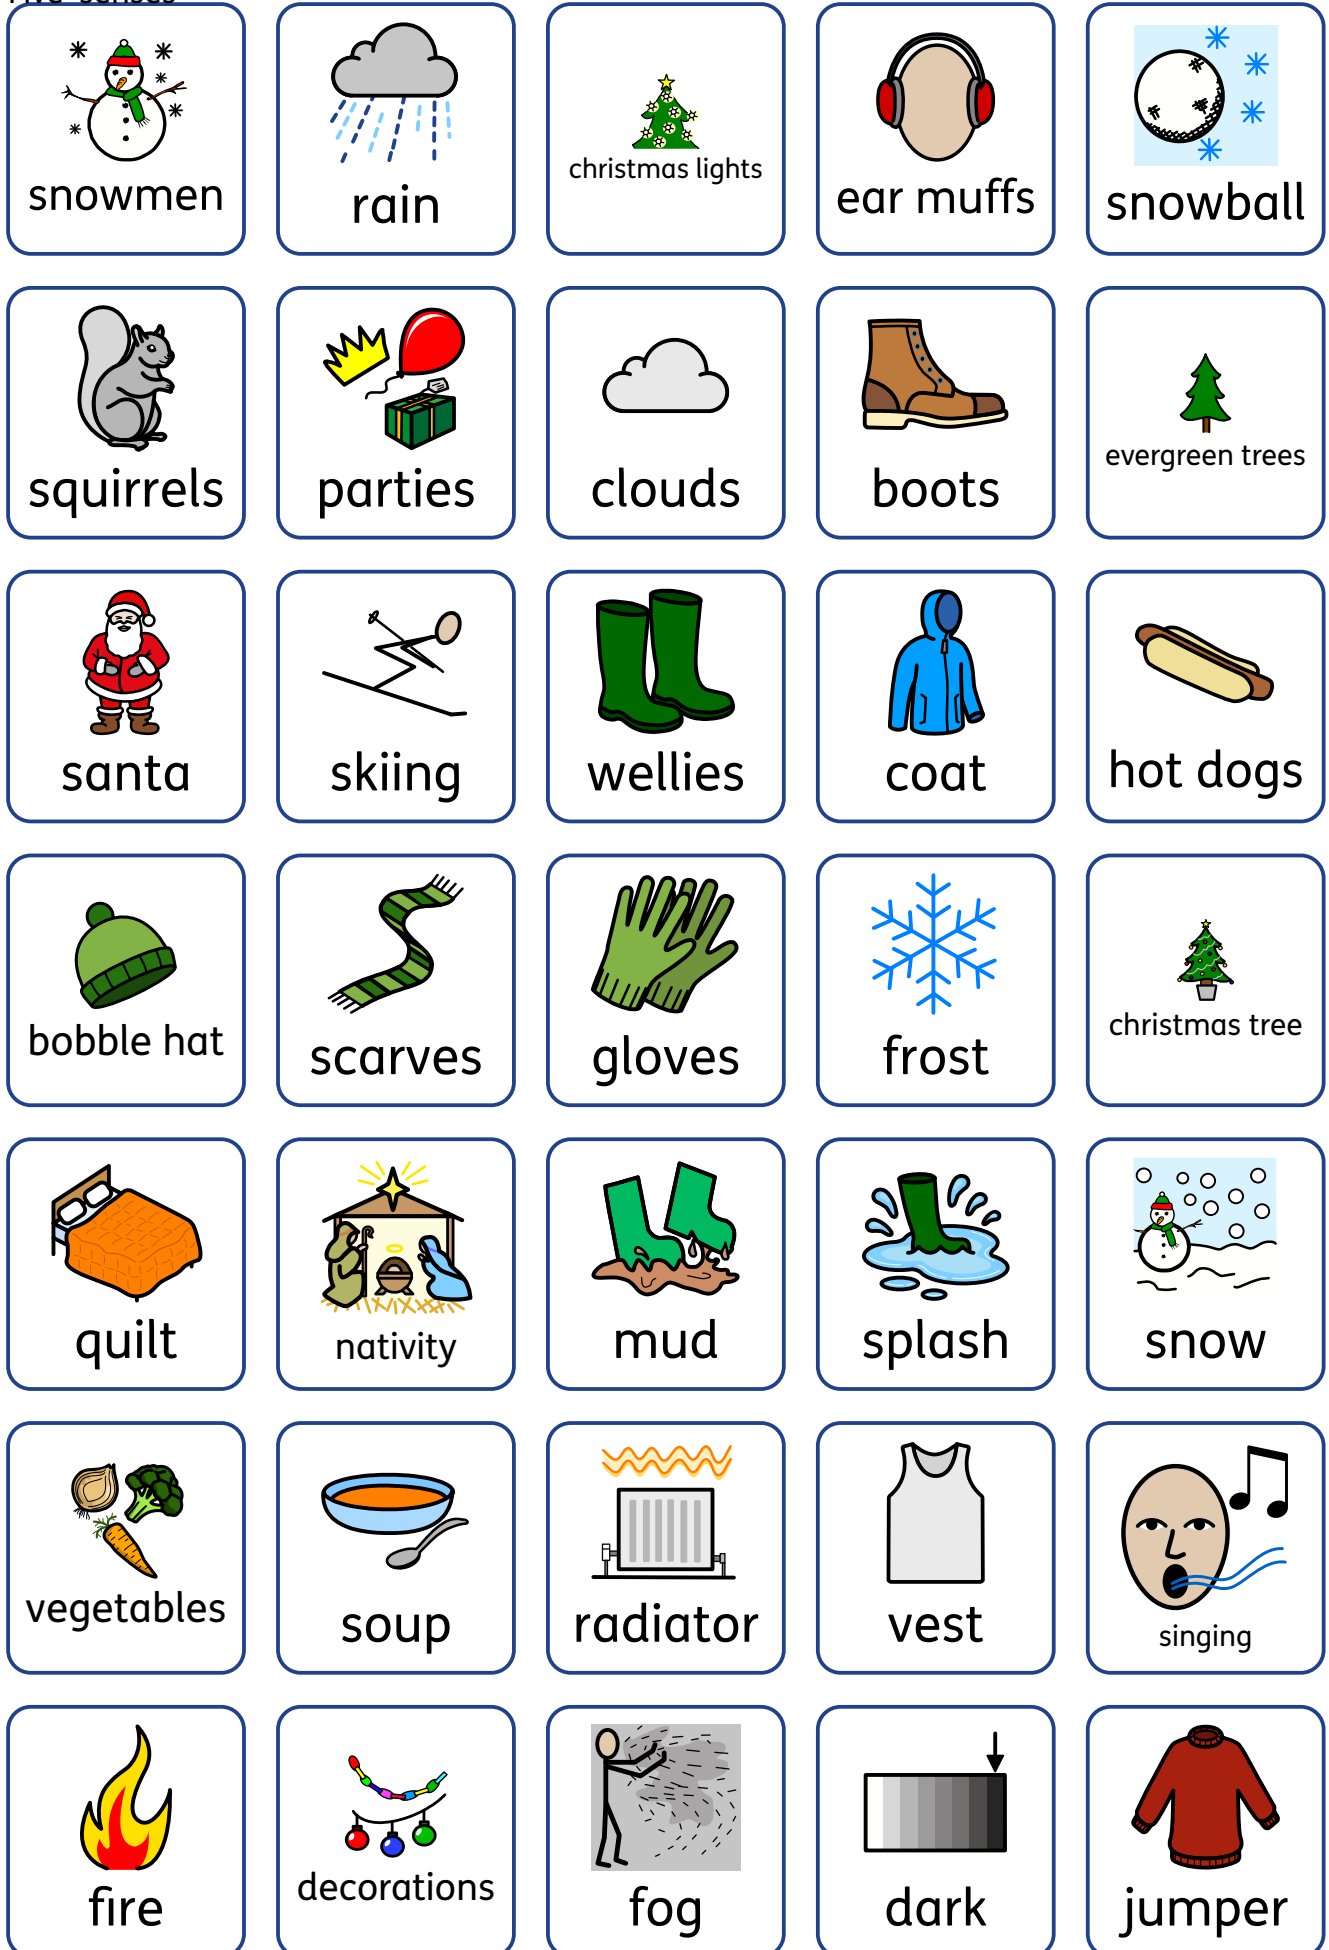 Five senses
snowmen
rain
christmas lights
ear muffs
snowball
squirrels
parties
clouds
boots
evergreen trees
santa
skiing
wellies
coat
hot dogs
bobble hat
scarves
gloves
frost
christmas tree
quilt
nativity
mud
splash
snow
vegetables
soup
radiator
vest
singing
fire
decorations
fog
dark
jumper